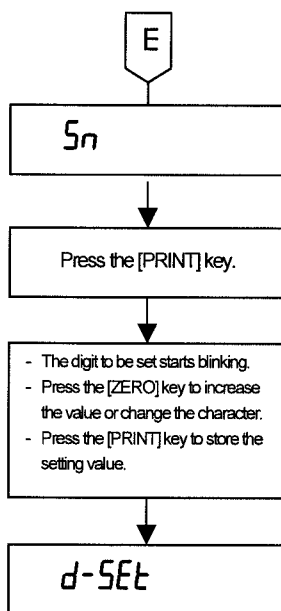 E
Sn
Press the [PRINT] key.
- The digit to be set starts blinking.
- Press the [ZERO] key to increase
the value or change the character.
- Press the [PRINT] key to store the
setting value.
d-SEt